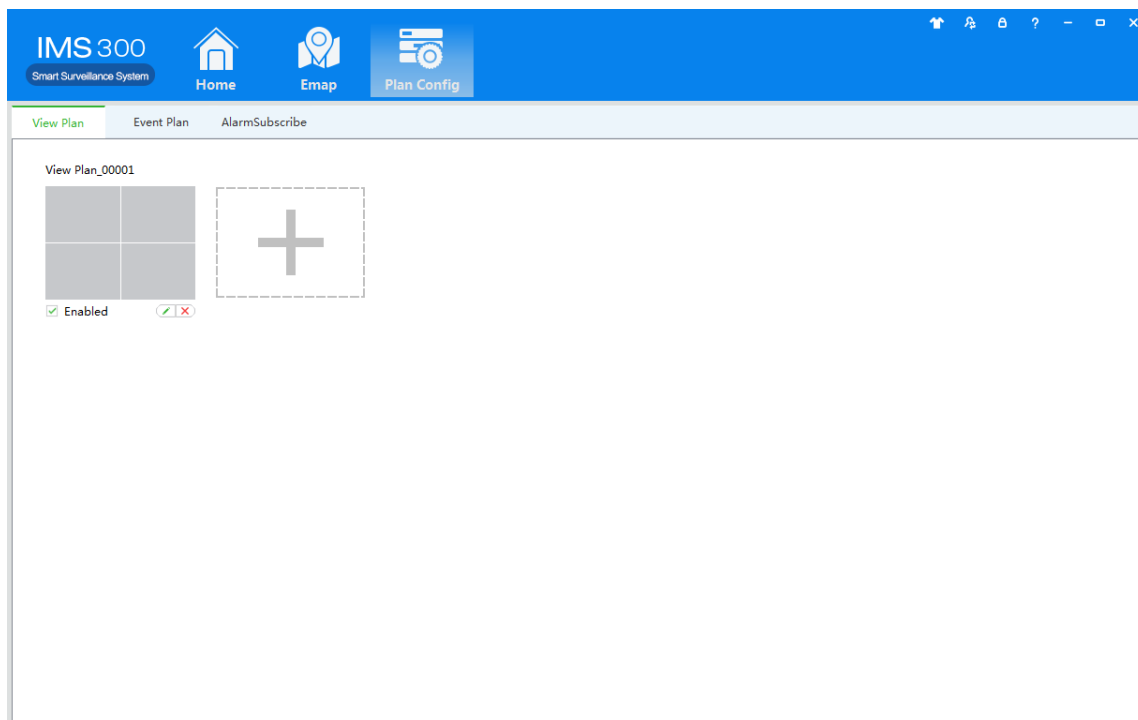 IMS 300
Smart Surveillance System
Home
Emap
Plan Config
View Plan
Event Plan
AlarmSubscribe
View Plan_00001
Enabled